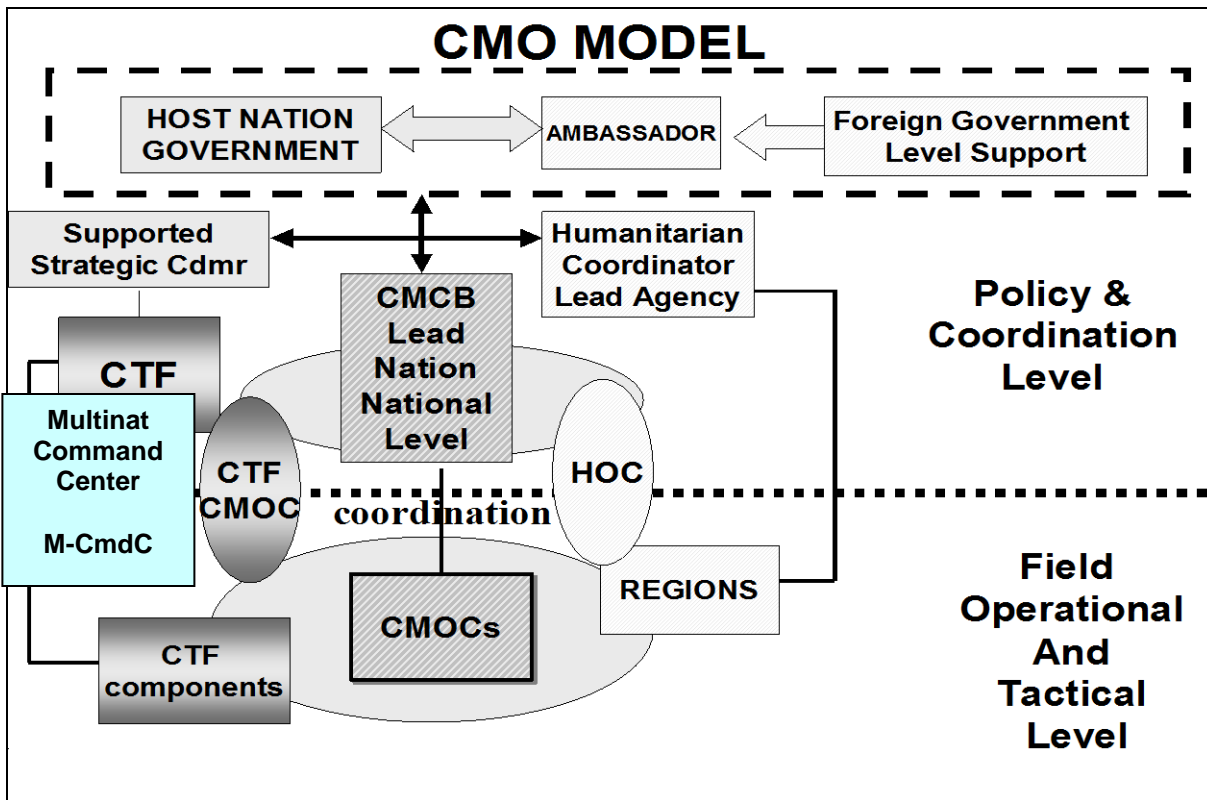 CMO MODEL
HOST NATION
GOVERNMENT
AMBASSADOR
Foreign Government
Level Support
Supported
Strategic Cdmr
Humanitarian
Coordinator
Lead Agency
CMCB
Lead
Nation
National
Level
Policy &
Coordination
Level
CTF
Multinat
Command
Center
M-CmdC
CTF
CMOC
HOC
coordination
REGIONS
CMOCs
CTF
components
Field
Operational
And
Tactical
Level